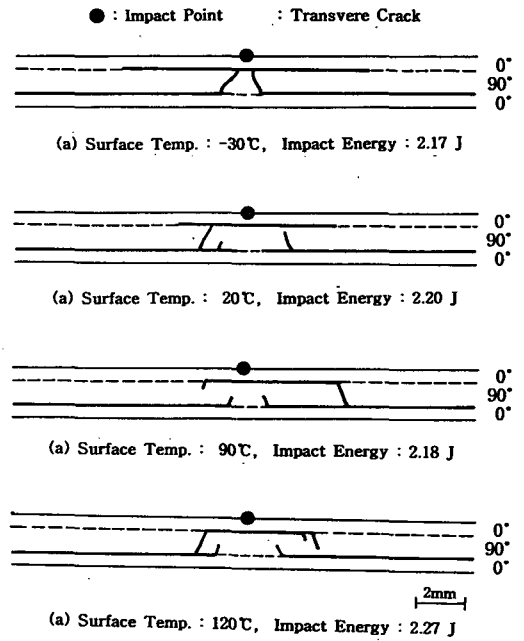 ● : Impact Point : Transvere Crack
0°
90°
0°
(a) Surface Temp. : -30℃, Impact Energy : 2.17 J
0°
90°
0°
(a) Surface Temp. : 20℃, Impact Energy : 2.20 J
0°
90°
0°
(a) Surface Temp. : 90℃, Impact Energy : 2.18 J
0°
90°
0°
2mm
(a) Surface Temp. : 120℃, Impact Energy : 2.27 J